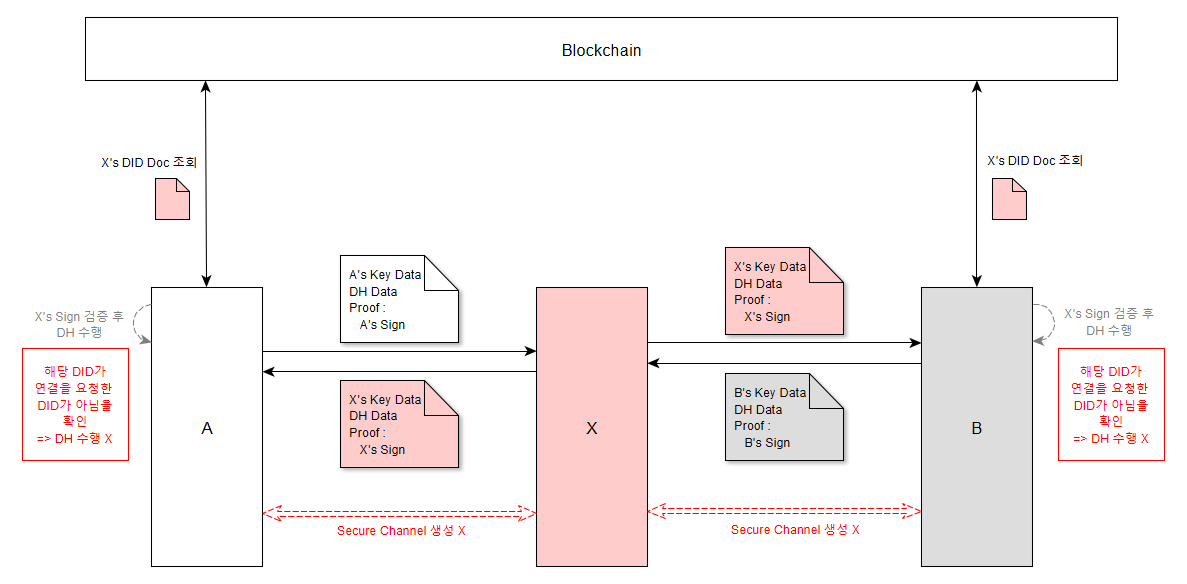 Blockchain
X's DID Doc 조회
X's DID Doc 조회
A's Key Data
DH Data
Proof :
A's Sign
X's Key Data
DH Data
Proof :
X's Sign
X's Sign 검증 후
DH 수행
X's Sign 검증 후
DH 수행
해당 DID가
연결을 요청한
DID가 아님을
확인
=> DH 수행 X
X's Key Data
DH Data
Proof :
X's Sign
B's Key Data
DH Data
Proof :
B's Sign
해당 DID가
연결을 요청한
DID가 아님을
확인
=> DH 수행 X
A
X
B
Secure Channel 생성 X
Secure Channel 생성 X